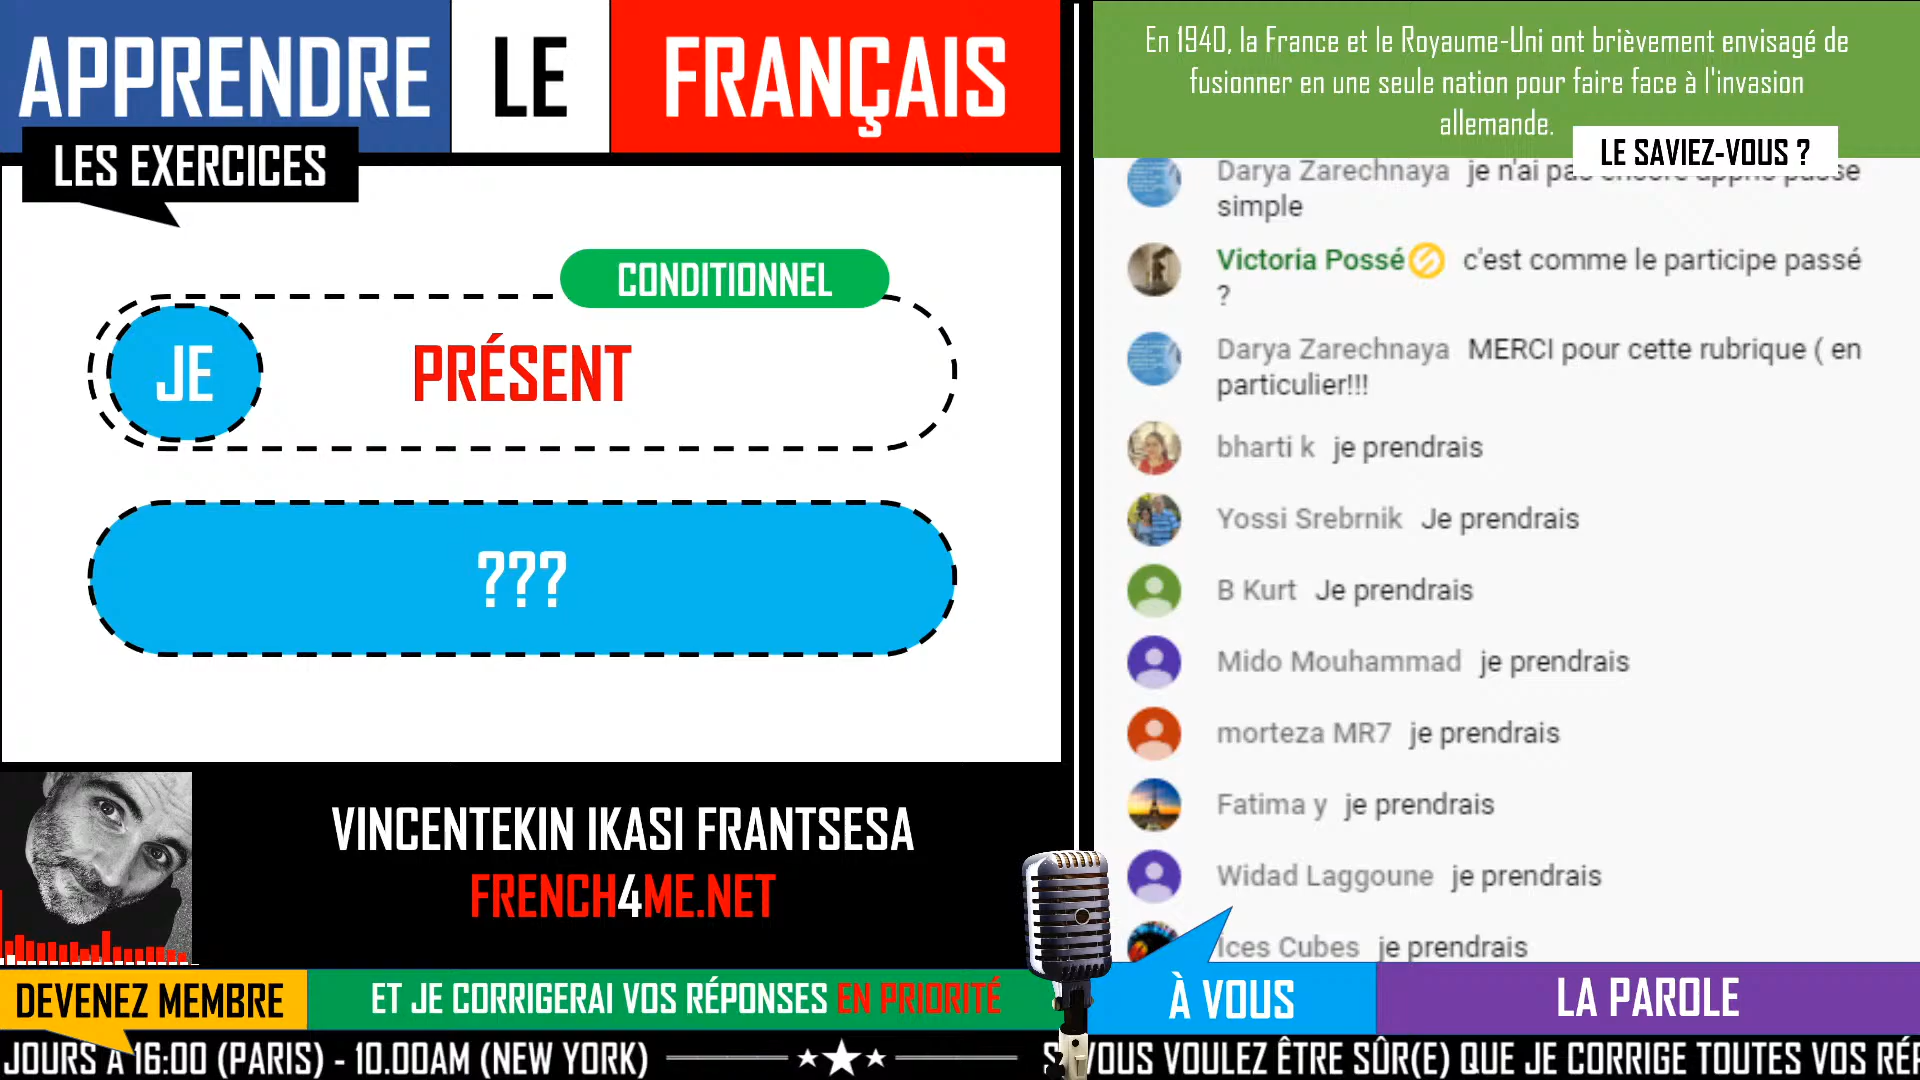 APPRENDRE LE FRANÇAIS
LES EXERCICES
CONDITIONNEL
JE PRÉSENT
???
VINCENTEKIN IKASI FRANTSESA
FRENCH4ME.NET
DEVENEZ MEMBRE
ET JE CORRIGERAI VOS RÉPONSES EN PRIORITÉ
En 1940, la France et le Royaume-Uni ont brièvement envisagé de
fusionner en une seule nation pour faire face à l'invasion
allemande.
LE SAVIEZ-VOUS ?
Darya Zarechnaya je n'ai pas encore appris passe
simple
Victoria Possé c'est comme le participe passé
?
Darya Zarechnaya MERCI pour cette rubrique ( en
particulier!!!
bharti k je prendrais
Yossi Srebrnik Je prendrais
B Kurt Je prendrais
Mido Mouhammad je prendrais
morteza MR7 je prendrais
Fatima y je prendrais
Widad Laggoune je prendrais
Ices Cubes je prendrais
À VOUS
LA PAROLE
JOURS À 16:00 (PARIS) - 10.00AM (NEW YORK)
VOUS VOULEZ ÊTRE SÛR(E) QUE JE CORRIGE TOUTES VOS RÉP